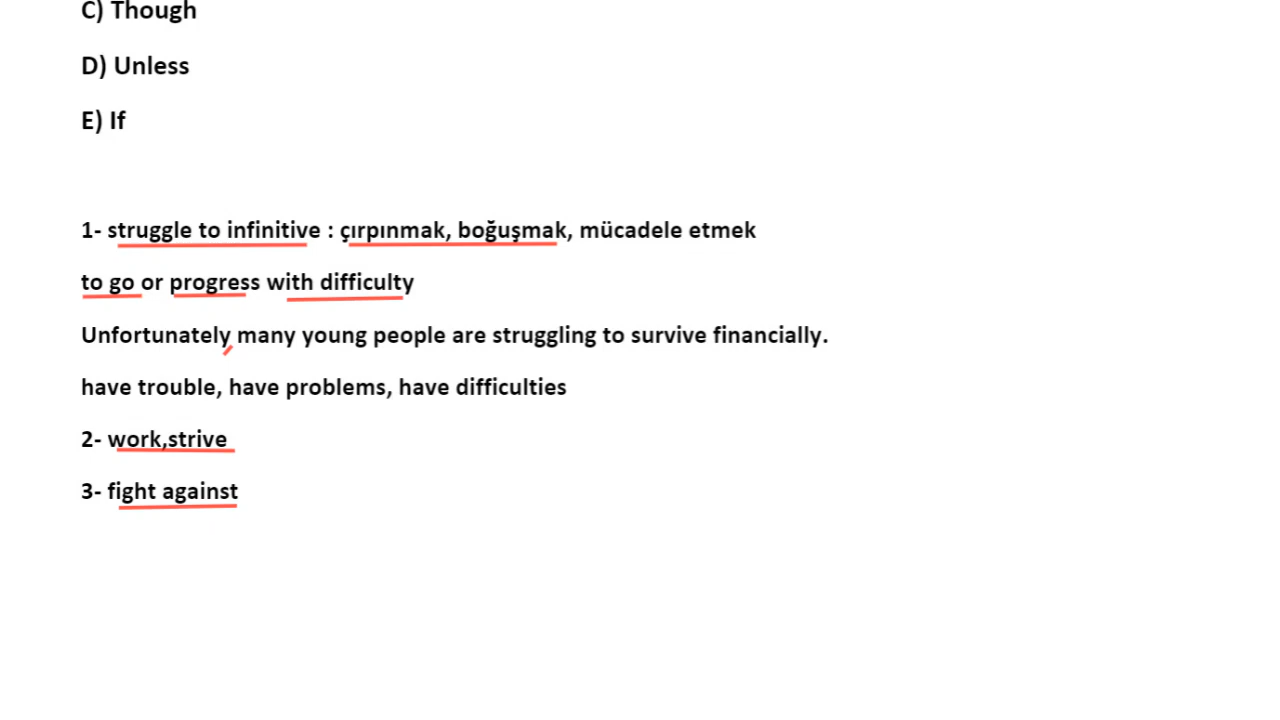 C) Though
D) Unless
E) If
1- struggle to infinitive : çırpınmak, boğuşmak, mücadele etmek
to go or progress with difficulty
Unfortunately, many young people are struggling to survive financially.
have trouble, have problems, have difficulties
2- work,strive
3- fight against